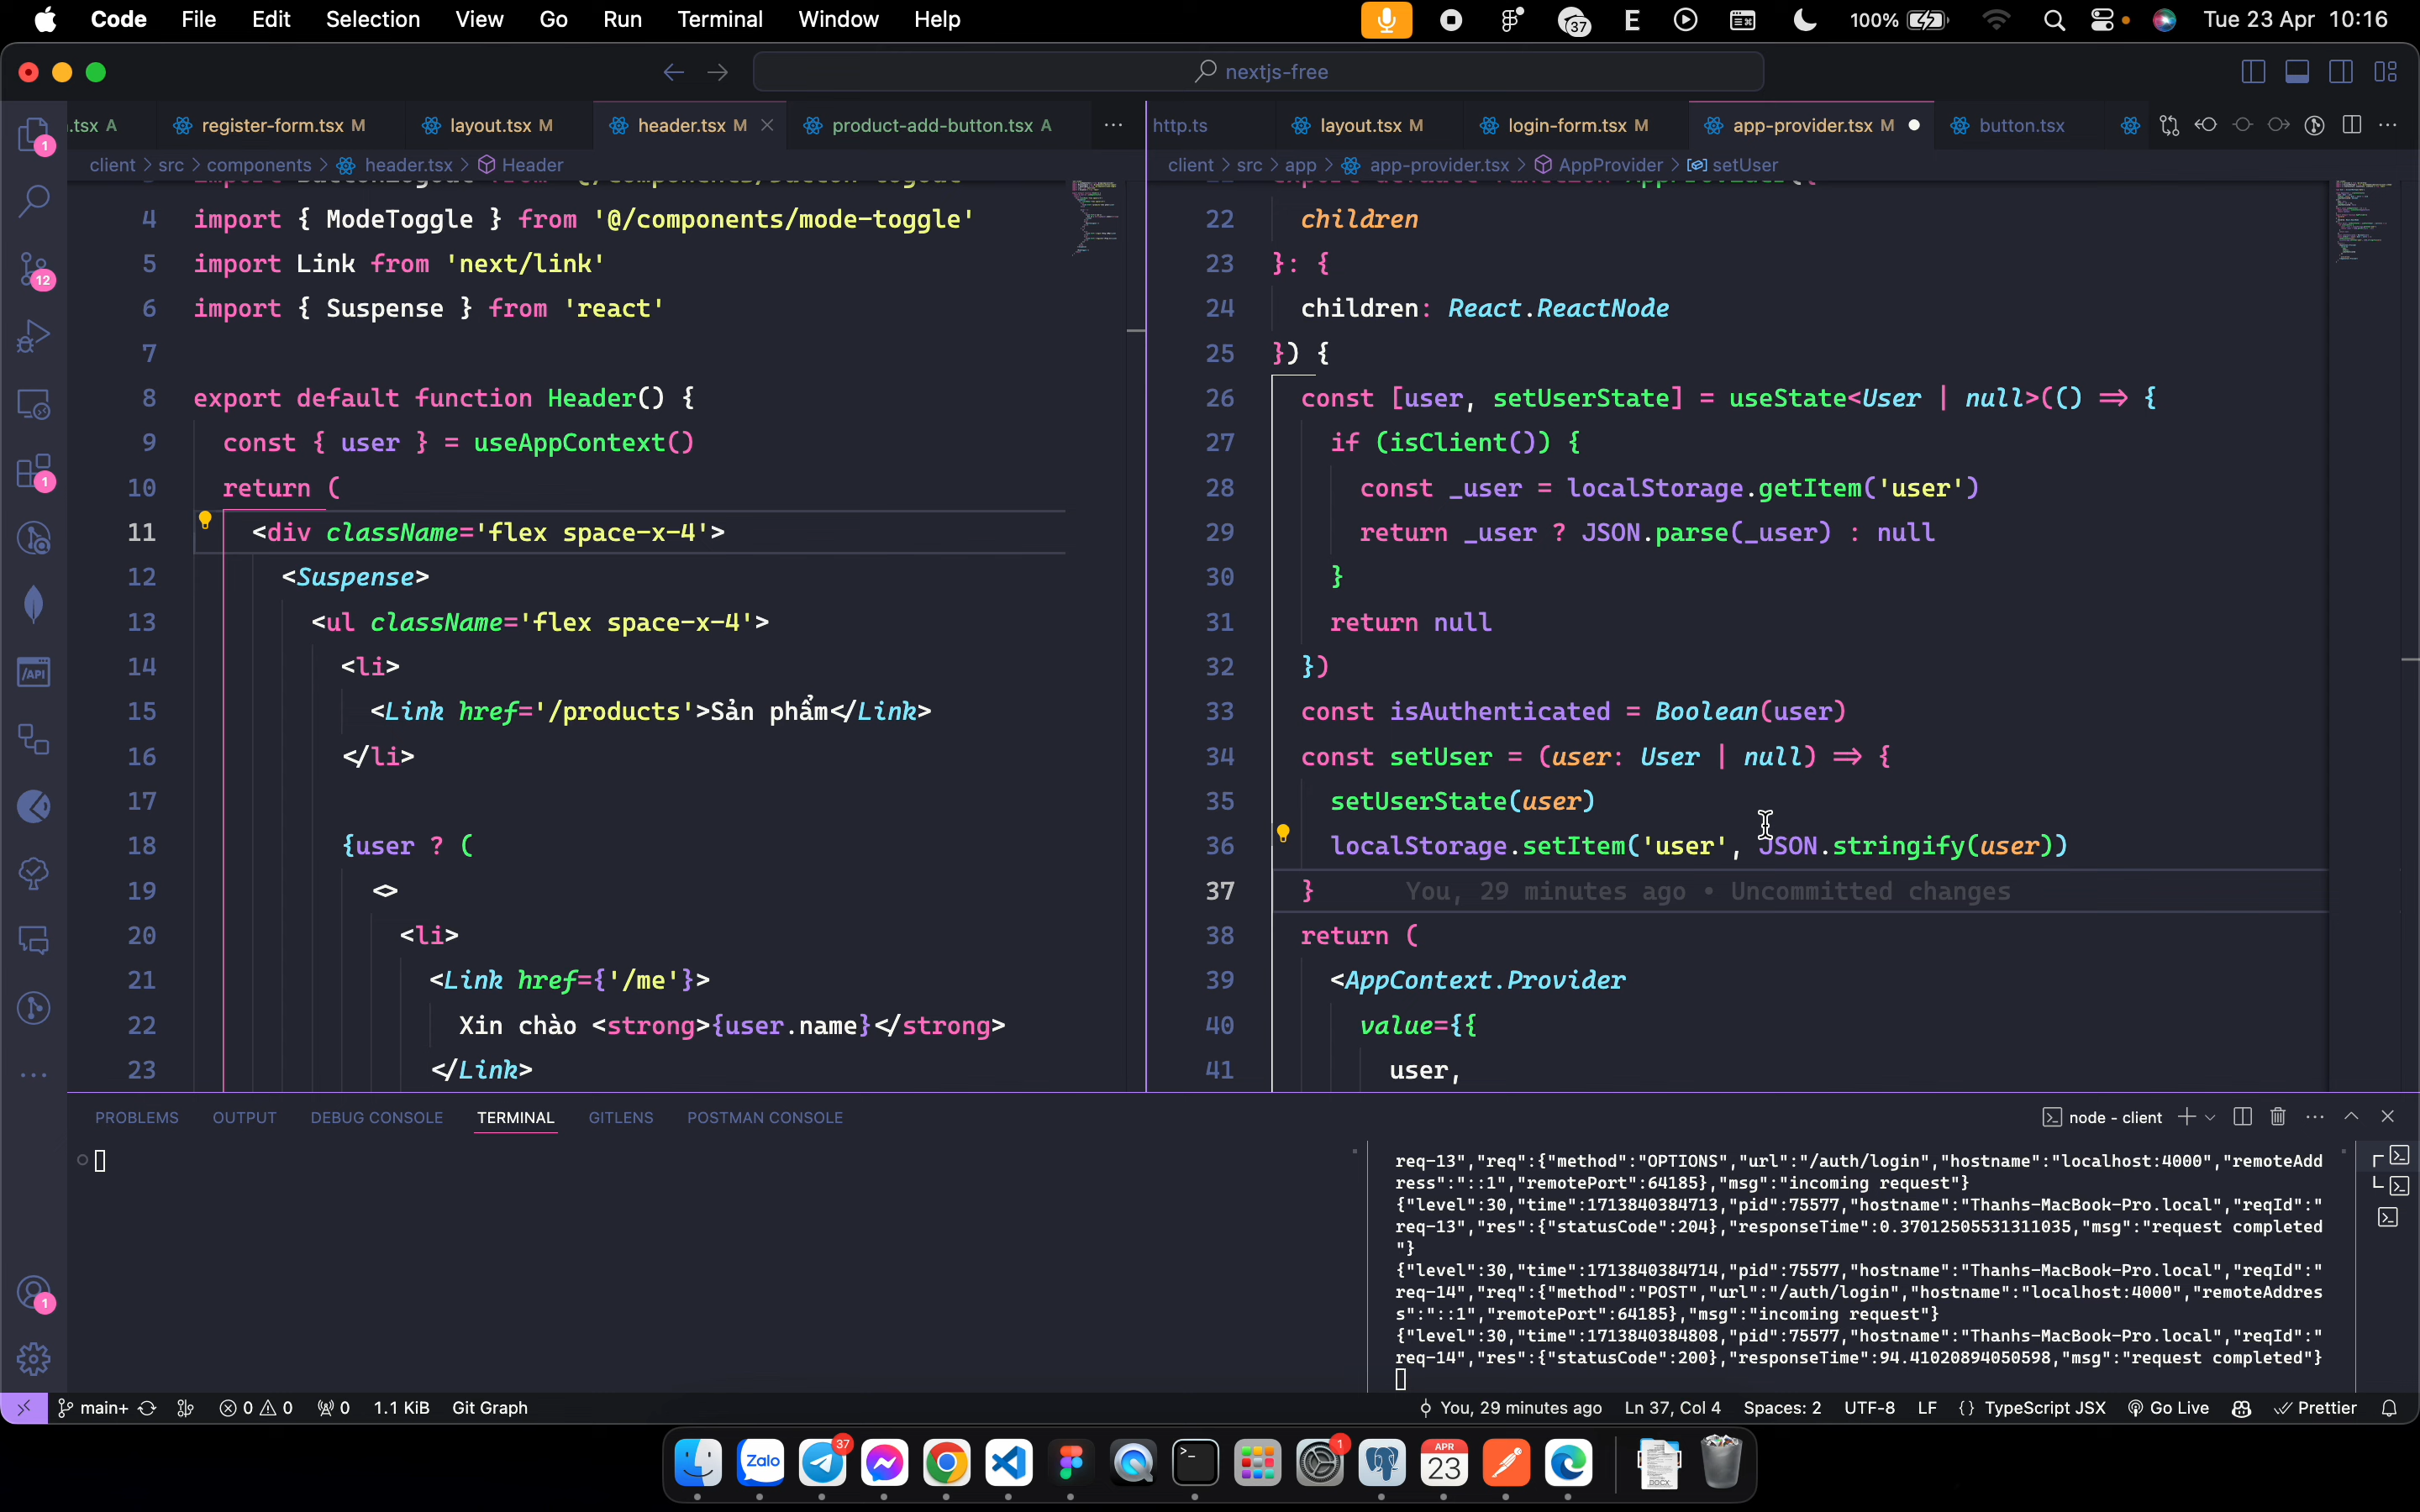 Code File Edit Selection View Go Run Terminal Window Help
37 E 100% Tue 23 Apr 10:16
nextjs-free
.tsx A register-form.tsx M layout.tsx M header.tsx M product-add-button.tsx A
http.ts layout.tsx M login-form.tsx M app-provider.tsx M button.tsx
client > src > components > header.tsx > Header
client > src > app > app-provider.tsx > AppProvider > setUser
4 import { ModeToggle } from '@/components/mode-toggle'
5 import Link from 'next/link'
6 import { Suspense } from 'react'
7
8 export default function Header() {
9 const { user } = useAppContext()
10 return (
11 <div className='flex space-x-4'>
12 <Suspense>
13 <ul className='flex space-x-4'>
14 <li>
15 <Link href='/products'>Sản phẩm</Link>
16 </li>
17
18 {user ? (
19 <>
20 <li>
21 <Link href={'/me'}>
22 Xin chào <strong>{user.name}</strong>
23 </Link>
22 children
23 }: {
24 children: React.ReactNode
25 }) {
26 const [user, setUserState] = useState<User | null>(() => {
27 if (isClient()) {
28 const _user = localStorage.getItem('user')
29 return _user ? JSON.parse(_user) : null
30 }
31 return null
32 })
33 const isAuthenticated = Boolean(user)
34 const setUser = (user: User | null) => {
35 setUserState(user)
36 localStorage.setItem('user', JSON.stringify(user))
37 } You, 29 minutes ago • Uncommitted changes
38 return (
39 <AppContext.Provider
40 value={{
41 user,
1
12
1
/API
1
PROBLEMS OUTPUT DEBUG CONSOLE TERMINAL GITLENS POSTMAN CONSOLE
node - client
req-13","req":{"method":"OPTIONS","url":"/auth/login","hostname":"localhost:4000","remoteAdd
ress":"::1","remotePort":64185},"msg":"incoming request"}
{"level":30,"time":1713840384713,"pid":75577,"hostname":"Thanhs-MacBook-Pro.local","reqId":"
req-13","res":{"statusCode":204},"responseTime":0.37012505531311035,"msg":"request completed
"}
{"level":30,"time":1713840384714,"pid":75577,"hostname":"Thanhs-MacBook-Pro.local","reqId":"
req-14","req":{"method":"POST","url":"/auth/login","hostname":"localhost:4000","remoteAddres
s":"::1","remotePort":64185},"msg":"incoming request"}
{"level":30,"time":1713840384808,"pid":75577,"hostname":"Thanhs-MacBook-Pro.local","reqId":"
req-14","res":{"statusCode":200},"responseTime":94.41020894050598,"msg":"request completed"}
main+ 0 0 0 1.1 KiB Git Graph
You, 29 minutes ago Ln 37, Col 4 Spaces: 2 UTF-8 LF {} TypeScript JSX Go Live Prettier
Zalo 37 1 APR 23 DOCX